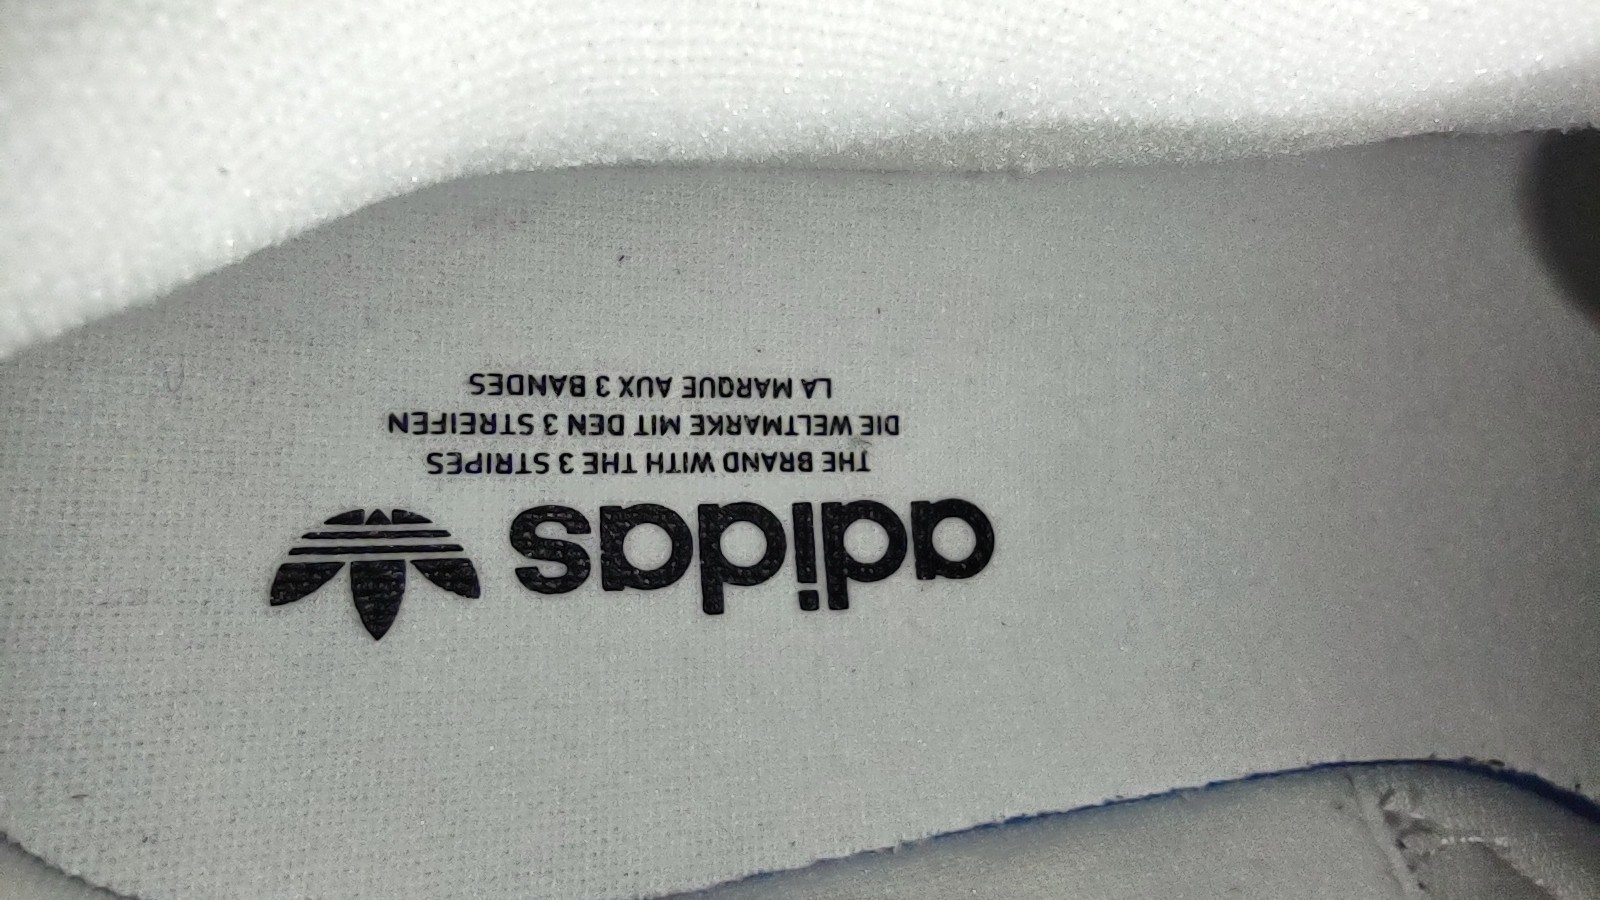 adidas
THE BRAND WITH THE 3 STRIPES
DIE WELTMARKE MIT DEN 3 STREIFEN
LA MARQUE AUX 3 BANDES